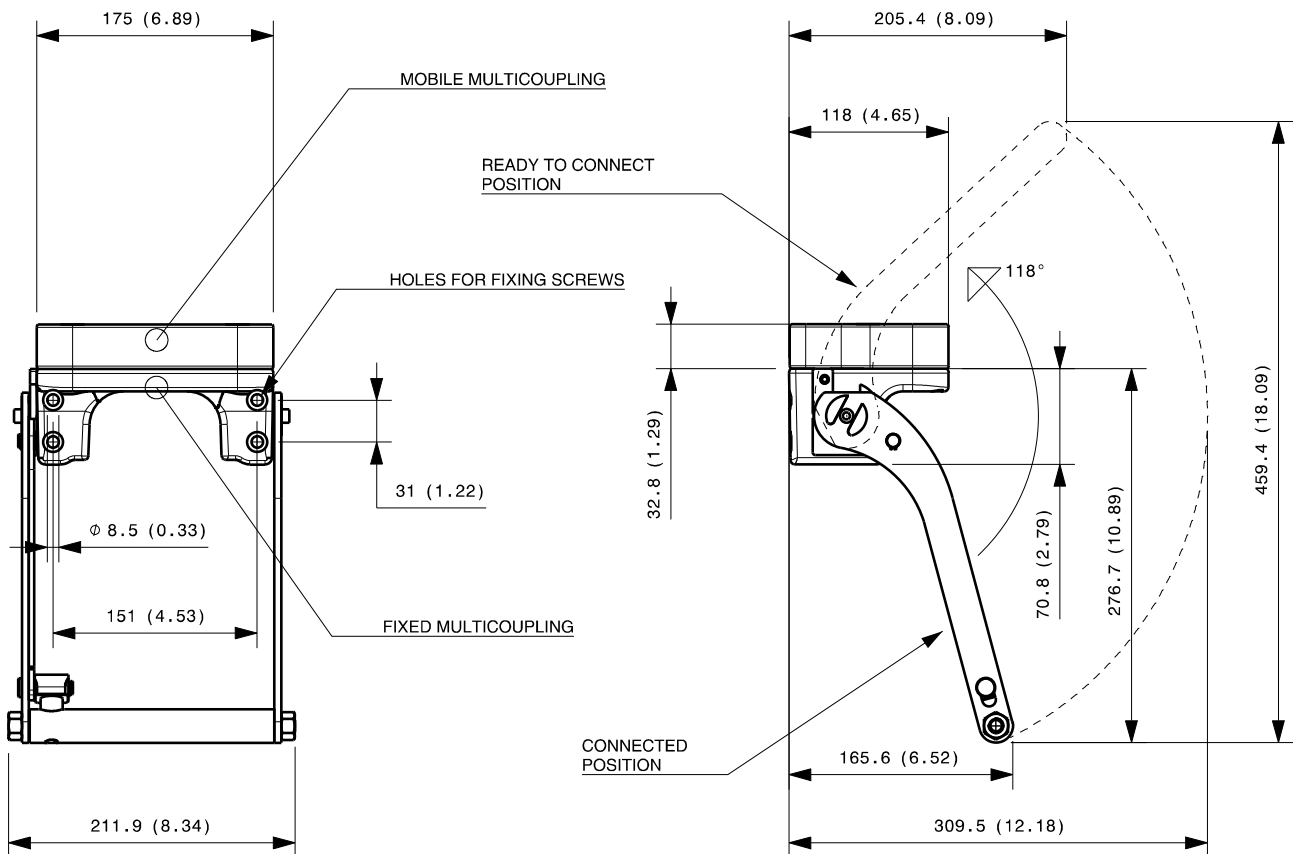 175 (6.89)
205.4 (8.09)
MOBILE MULTICOUPLING
118 (4.65)
READY TO CONNECT
POSITION
HOLES FOR FIXING SCREWS
118°
32.8 (1.29)
459.4 (18.09)
31 (1.22)
Φ 8.5 (0.33)
70.8 (2.79)
276.7 (10.89)
151 (4.53)
FIXED MULTICOUPLING
CONNECTED
POSITION
165.6 (6.52)
211.9 (8.34)
309.5 (12.18)